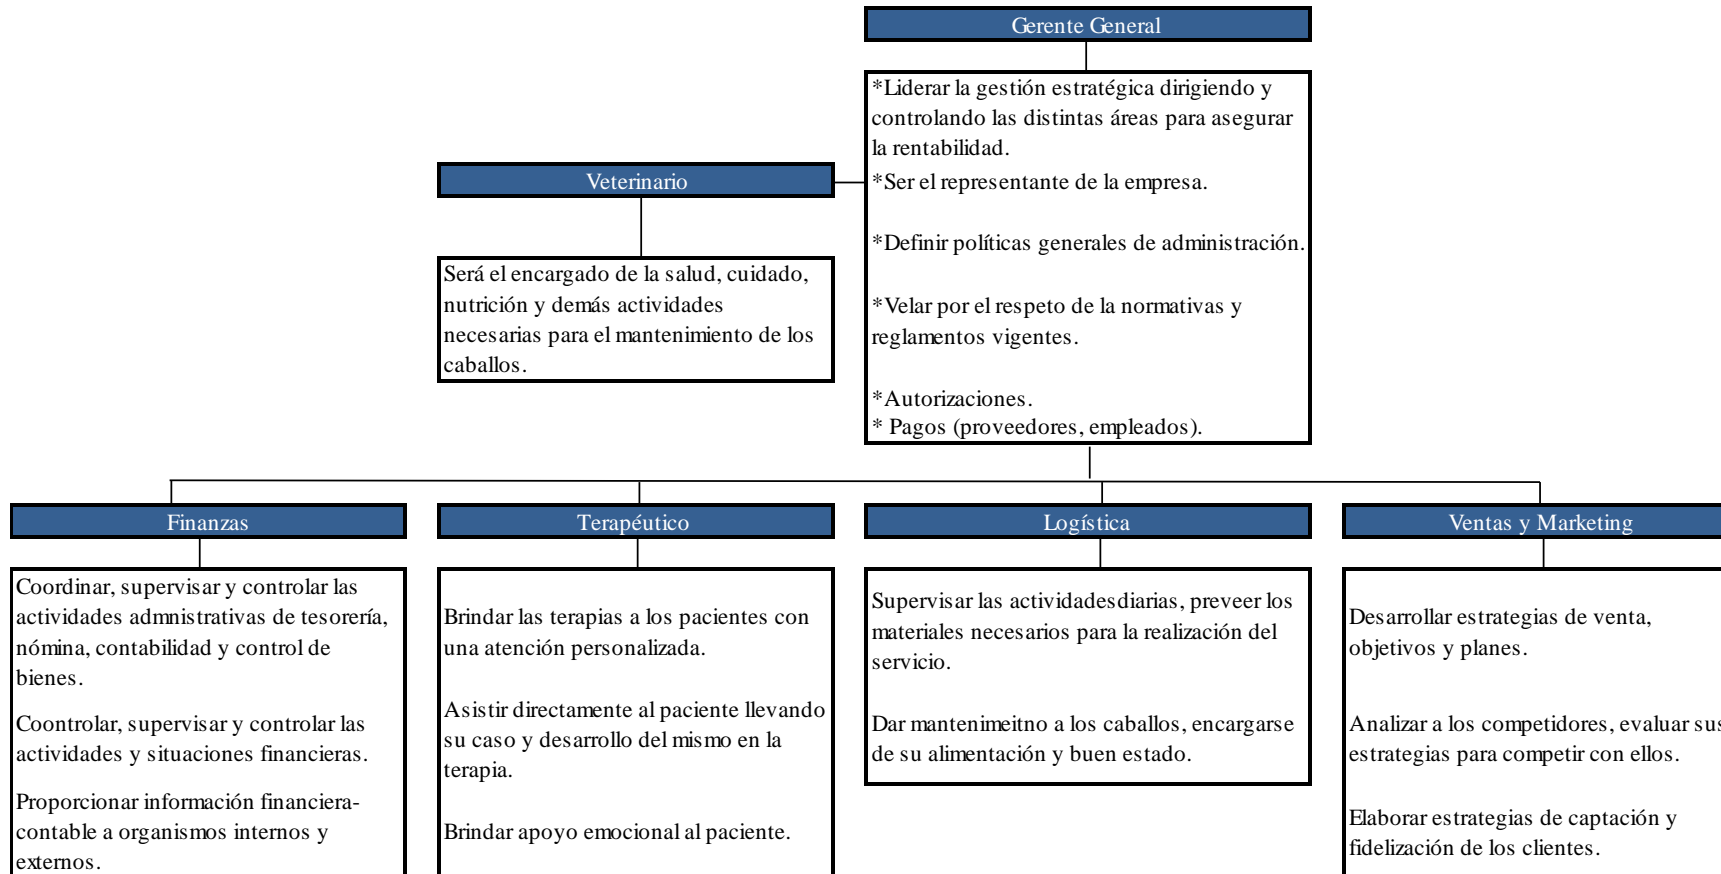 Gerente General
*Liderar la gestión estratégica dirigiendo y
controlando las distintas áreas para asegurar
la rentabilidad.
*Ser el representante de la empresa.
*Definir políticas generales de administración.
*Velar por el respeto de la normativas y
reglamentos vigentes.
*Autorizaciones.
* Pagos (proveedores, empleados).
Veterinario
Será el encargado de la salud, cuidado,
nutrición y demás actividades
necesarias para el mantenimiento de los
caballos.
Finanzas
Coordinar, supervisar y controlar las
actividades admnistrativas de tesorería,
nómina, contabilidad y control de
bienes.
Coontrolar, supervisar y controlar las
actividades y situaciones financieras.
Proporcionar información financiera-
contable a organismos internos y
externos.
Terapéutico
Brindar las terapias a los pacientes con
una atención personalizada.
Asistir directamente al paciente llevando
su caso y desarrollo del mismo en la
terapia.
Brindar apoyo emocional al paciente.
Logística
Supervisar las actividadesdiarias, preveer los
materiales necesarios para la realización del
servicio.
Dar mantenimeitno a los caballos, encargarse
de su alimentación y buen estado.
Ventas y Marketing
Desarrollar estrategias de venta,
objetivos y planes.
Analizar a los competidores, evaluar sus
estrategias para competir con ellos.
Elaborar estrategias de captación y
fidelización de los clientes.